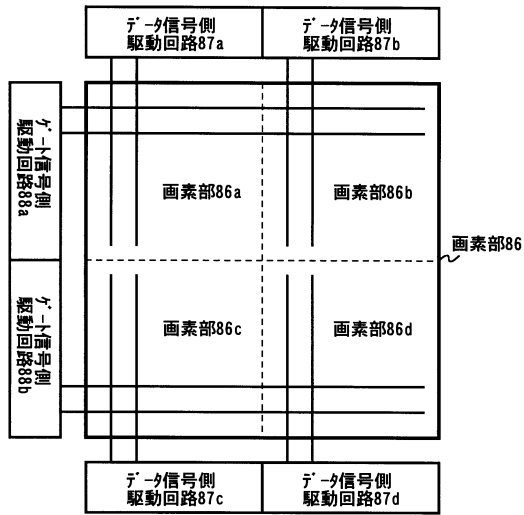 ﾃﾞｰﾀ信号側
駆動回路87a
ﾃﾞｰﾀ信号側
駆動回路87b
ｹﾞｰﾄ信号側
駆動回路88a
画素部86a
画素部86b
画素部86
ｹﾞｰﾄ信号側
駆動回路88b
画素部86c
画素部86d
ﾃﾞｰﾀ信号側
駆動回路87c
ﾃﾞｰﾀ信号側
駆動回路87d